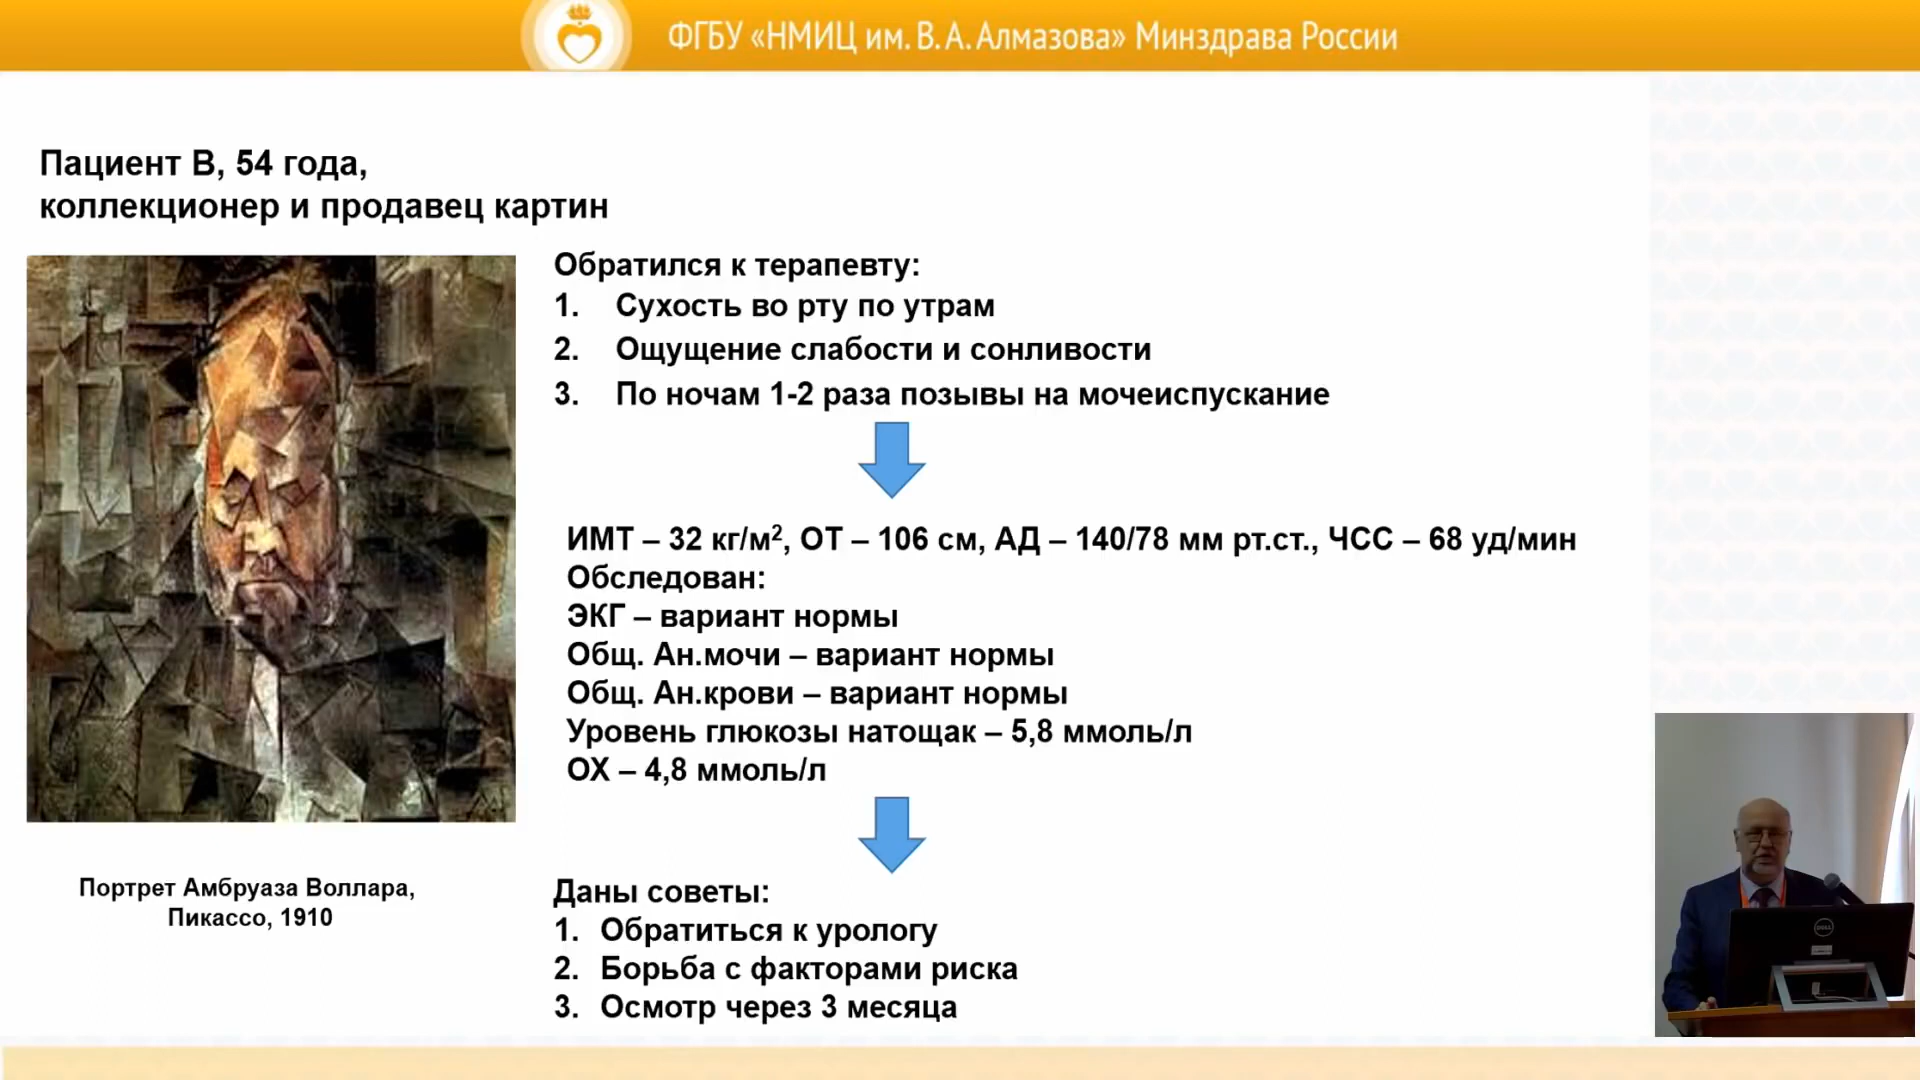 ФГБУ «НМИЦ им. В. А. Алмазова» Минздрава России
Пациент В, 54 года,
коллекционер и продавец картин
Обратился к терапевту:
1. Сухость во рту по утрам
2. Ощущение слабости и сонливости
3. По ночам 1-2 раза позывы на мочеиспускание
ИМТ – 32 кг/м², ОТ – 106 см, АД – 140/78 мм рт.ст., ЧСС – 68 уд/мин
Обследован:
ЭКГ – вариант нормы
Общ. Ан.мочи – вариант нормы
Общ. Ан.крови – вариант нормы
Уровень глюкозы натощак – 5,8 ммоль/л
ОХ – 4,8 ммоль/л
Портрет Амбруаза Воллара,
Пикассо, 1910
Даны советы:
1. Обратиться к урологу
2. Борьба с факторами риска
3. Осмотр через 3 месяца
DELL